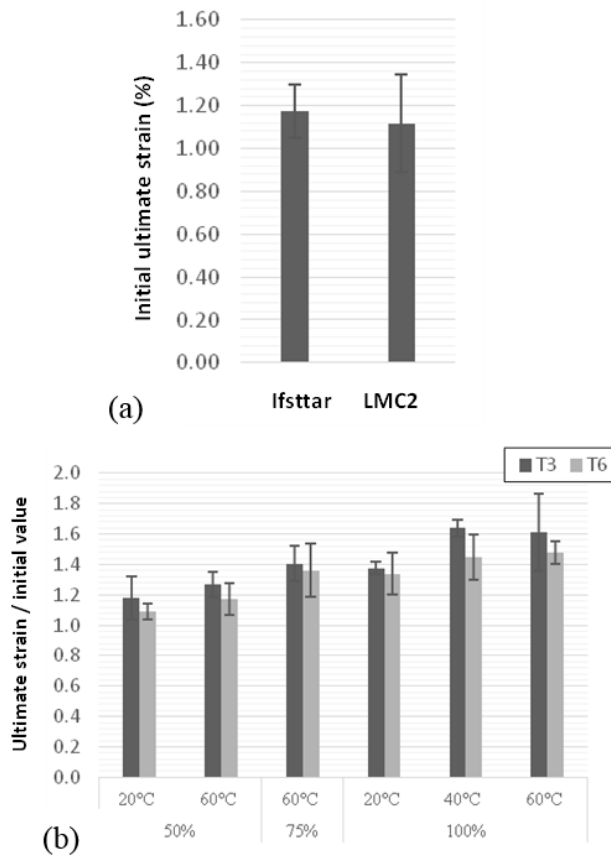 Initial ultimate strain (%)
1.60
1.40
1.20
1.00
0.80
0.60
0.40
0.20
0.00
Ifsttar LMC2
(a)
T3 T6
Ultimate strain / initial value
2.0
1.8
1.6
1.4
1.2
1.0
0.8
0.6
0.4
0.2
0.0
20°C 60°C 60°C 20°C 40°C 60°C
50% 75% 100%
(b)